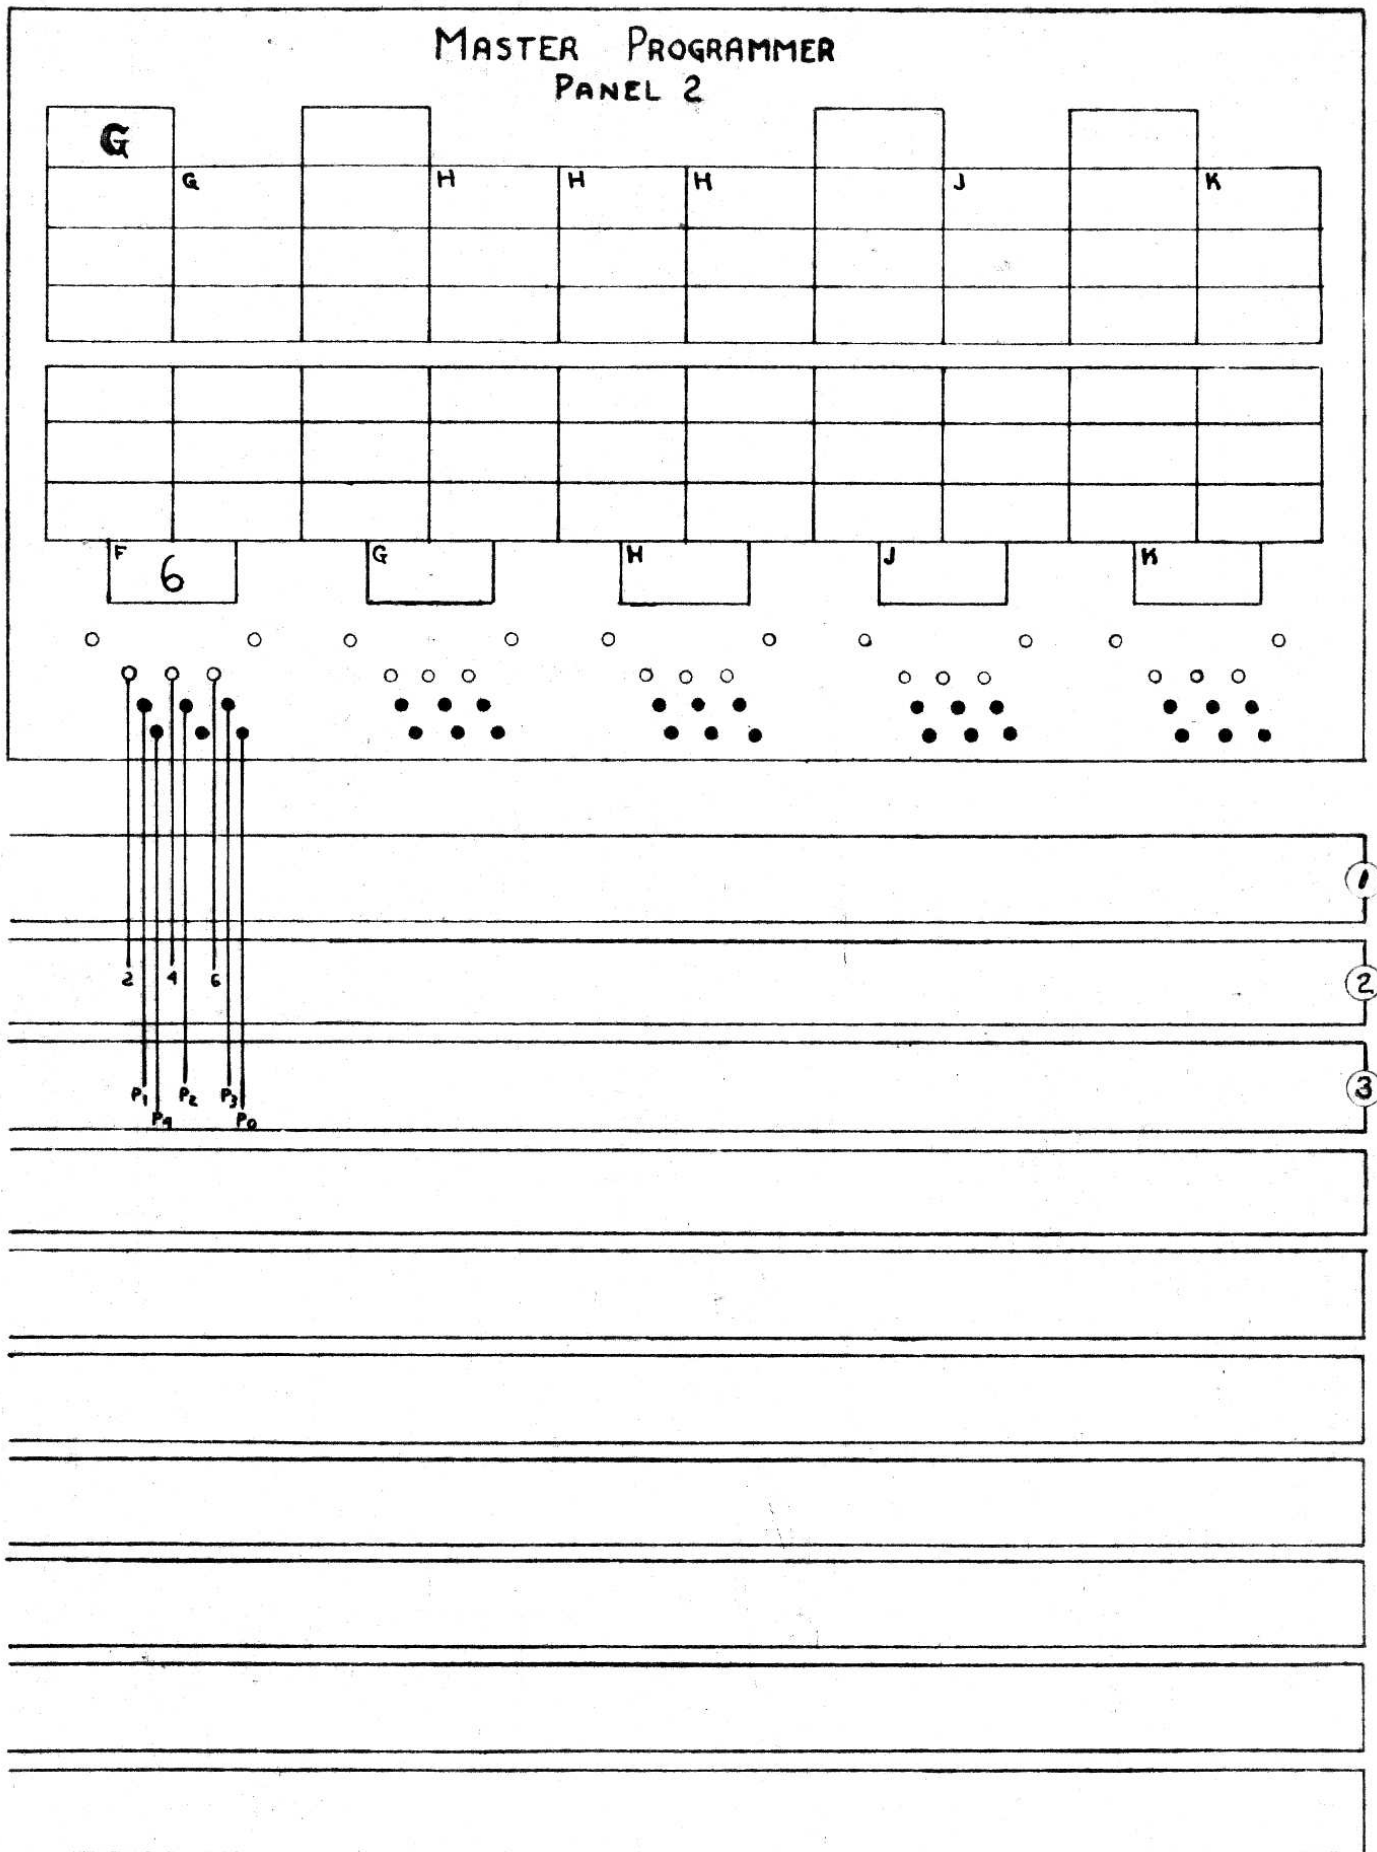 MASTER PROGRAMMER
PANEL 2
G
G H H H J K
F G H J K
6
1
2 4 6 2
P1 P2 P3 3
P4 P0